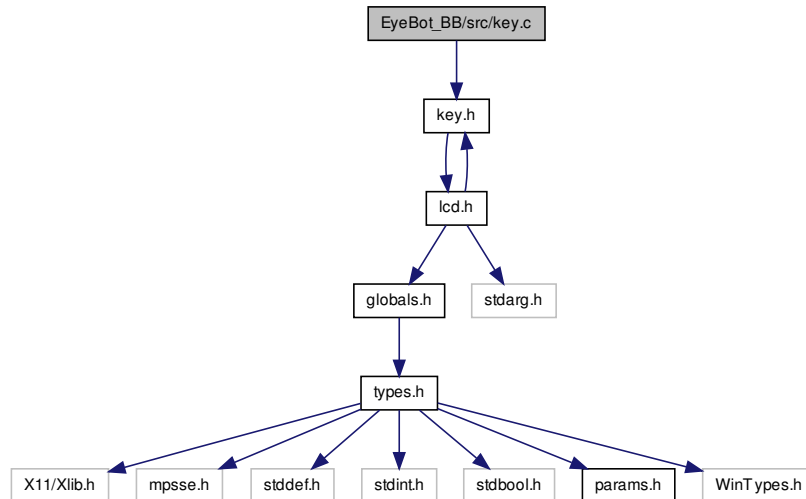 EyeBot_BB/src/key.c
key.h
lcd.h
globals.h
stdarg.h
types.h
X11/Xlib.h
mpsse.h
stddef.h
stdint.h
stdbool.h
params.h
WinTypes.h